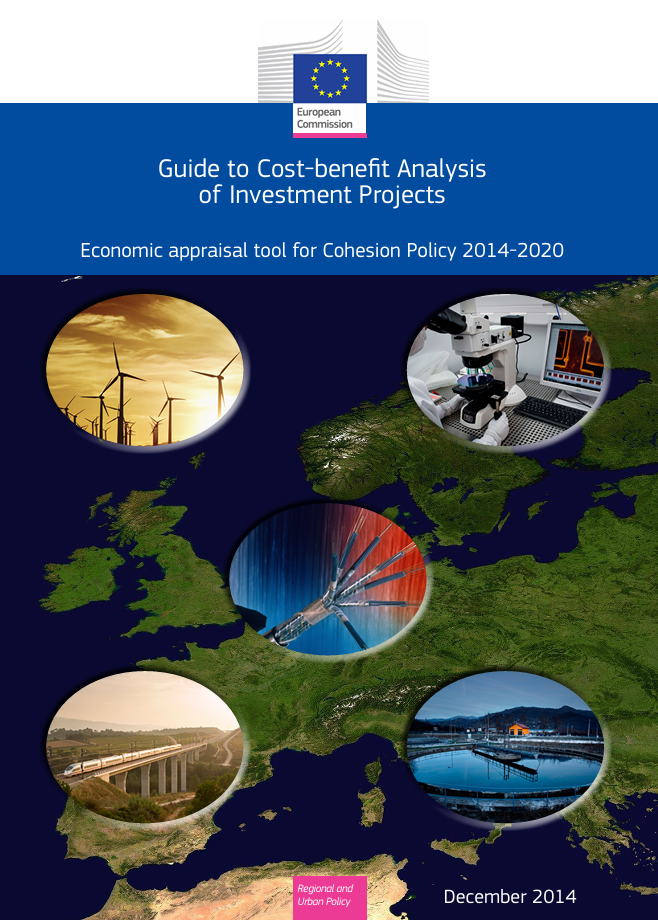 European
Commission
Guide to Cost-benefit Analysis
of Investment Projects
Economic appraisal tool for Cohesion Policy 2014-2020
Regional and
Urban Policy
December 2014